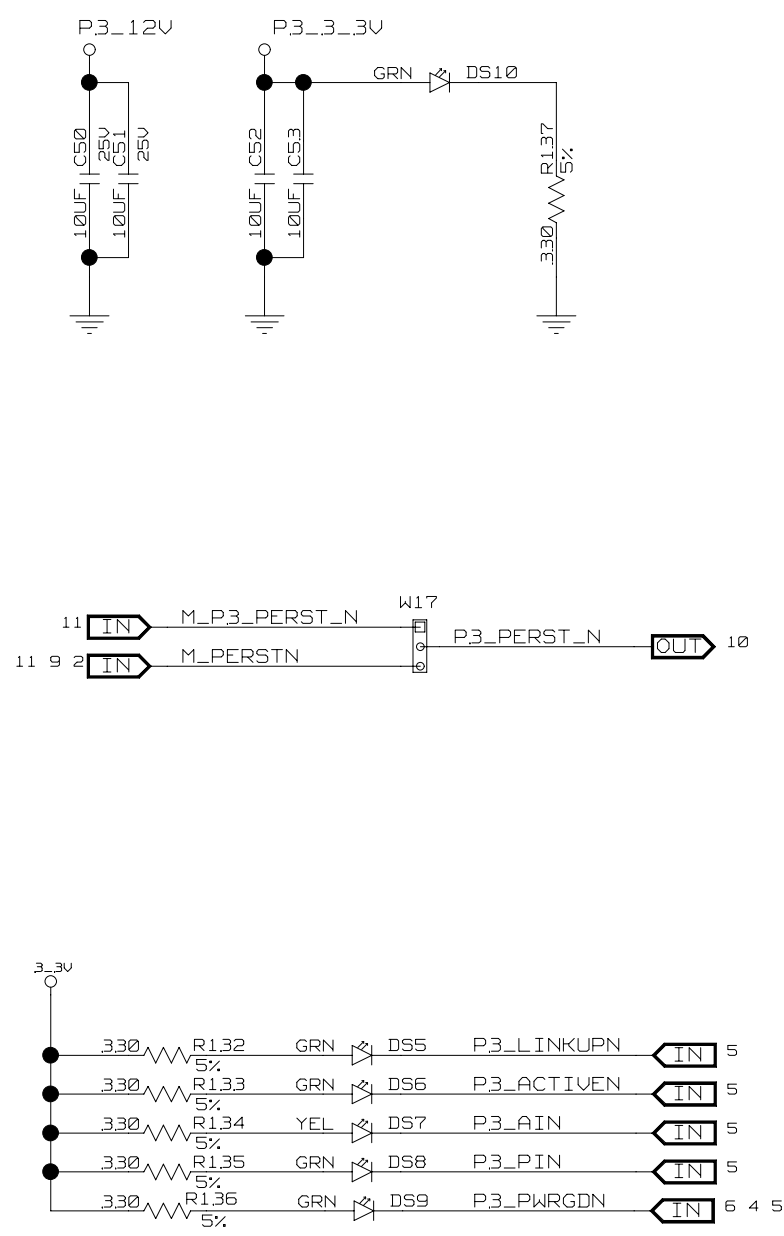 P3_12V P3_3_3V
GRN DS10
C50 25V C51 25V C52 C53 R137 5%
10UF 10UF 10UF 10UF 330
W17
11 IN M_P3_PERST_N
P3_PERST_N OUT 10
11 9 2 IN M_PERSTN
3_3V
330 R132 5% GRN DS5 P3_LINKUPN IN 5
330 R133 5% GRN DS6 P3_ACTIVEN IN 5
330 R134 5% YEL DS7 P3_AIN IN 5
330 R135 5% GRN DS8 P3_PIN IN 5
330 R136 5% GRN DS9 P3_PWRGDN IN 6 4 5